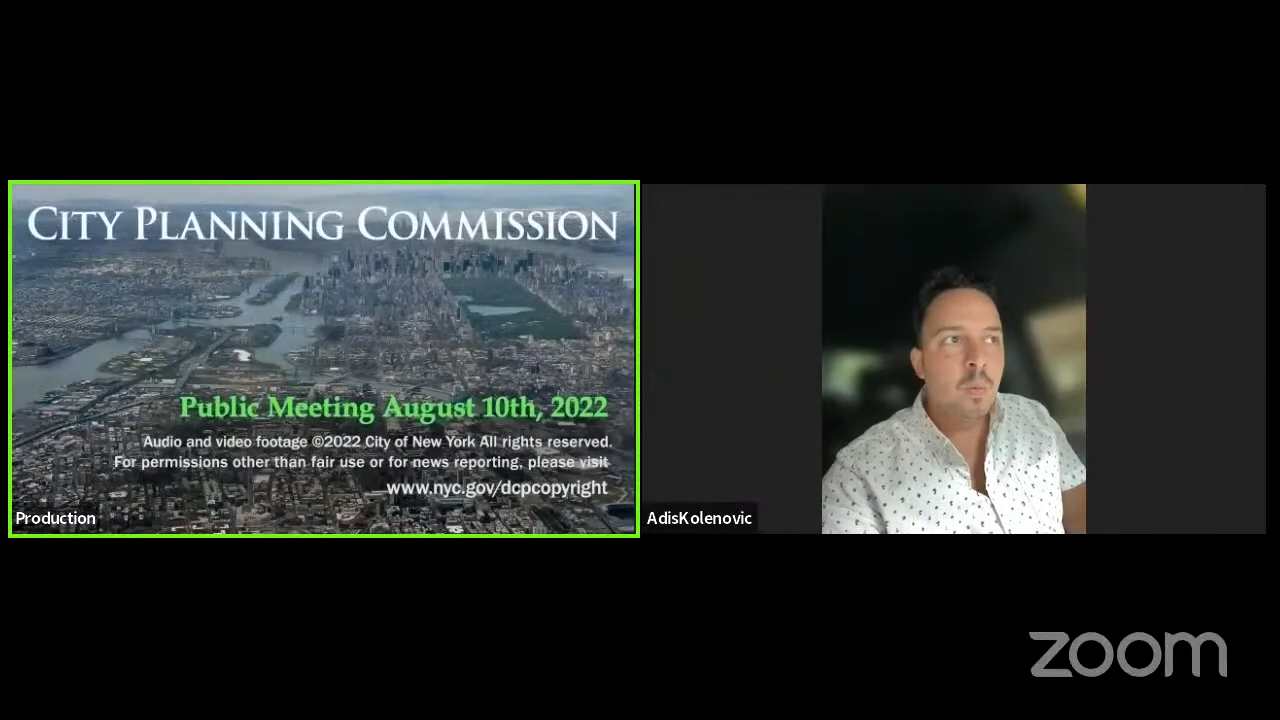 CITY PLANNING COMMISSION
Public Meeting August 10th, 2022
Audio and video footage ©2022 City of New York All rights reserved.
For permissions other than fair use or for news reporting, please visit
www.nyc.gov/dcpcopyright
Production
AdisKolenovic
zoom